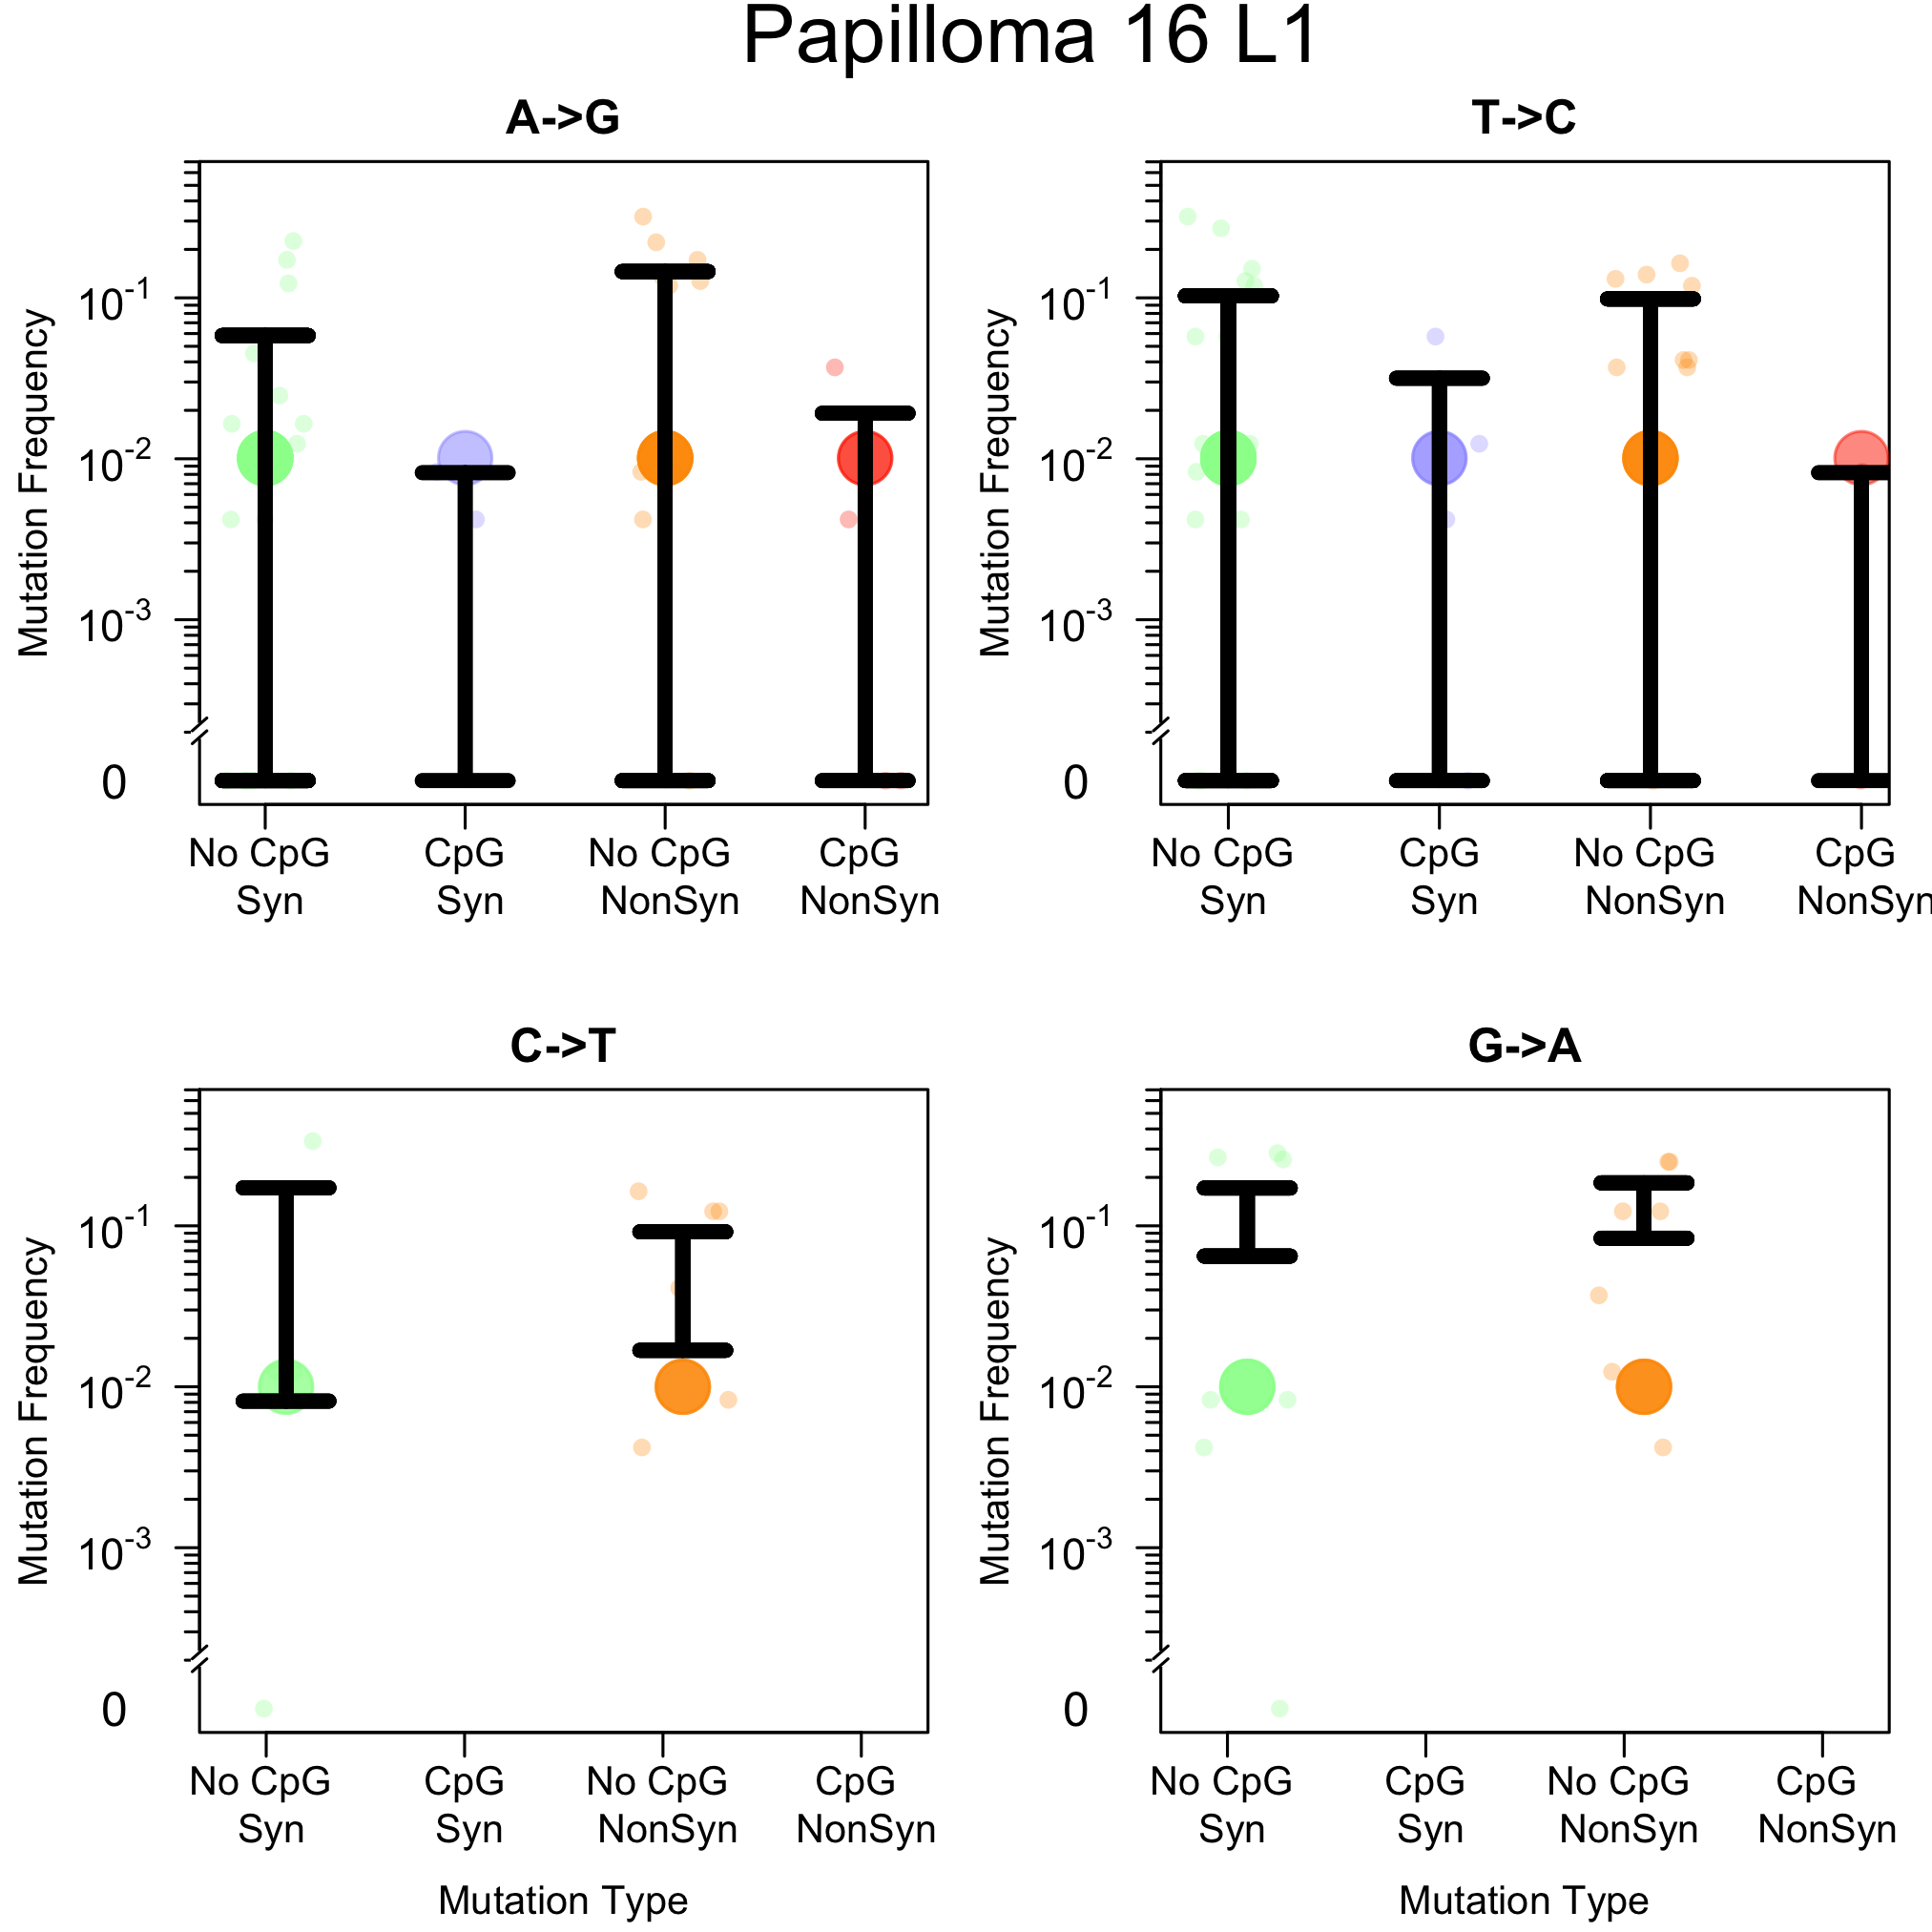 Papilloma 16 L1
A->G
Mutation Frequency
10-1
10-2
10-3
0
No CpG CpG No CpG CpG
Syn Syn NonSyn NonSyn
T->C
Mutation Frequency
10-1
10-2
10-3
0
No CpG CpG No CpG CpG
Syn Syn NonSyn NonSyn
C->T
Mutation Frequency
10-1
10-2
10-3
0
No CpG CpG No CpG CpG
Syn Syn NonSyn NonSyn
Mutation Type
G->A
Mutation Frequency
10-1
10-2
10-3
0
No CpG CpG No CpG CpG
Syn Syn NonSyn NonSyn
Mutation Type